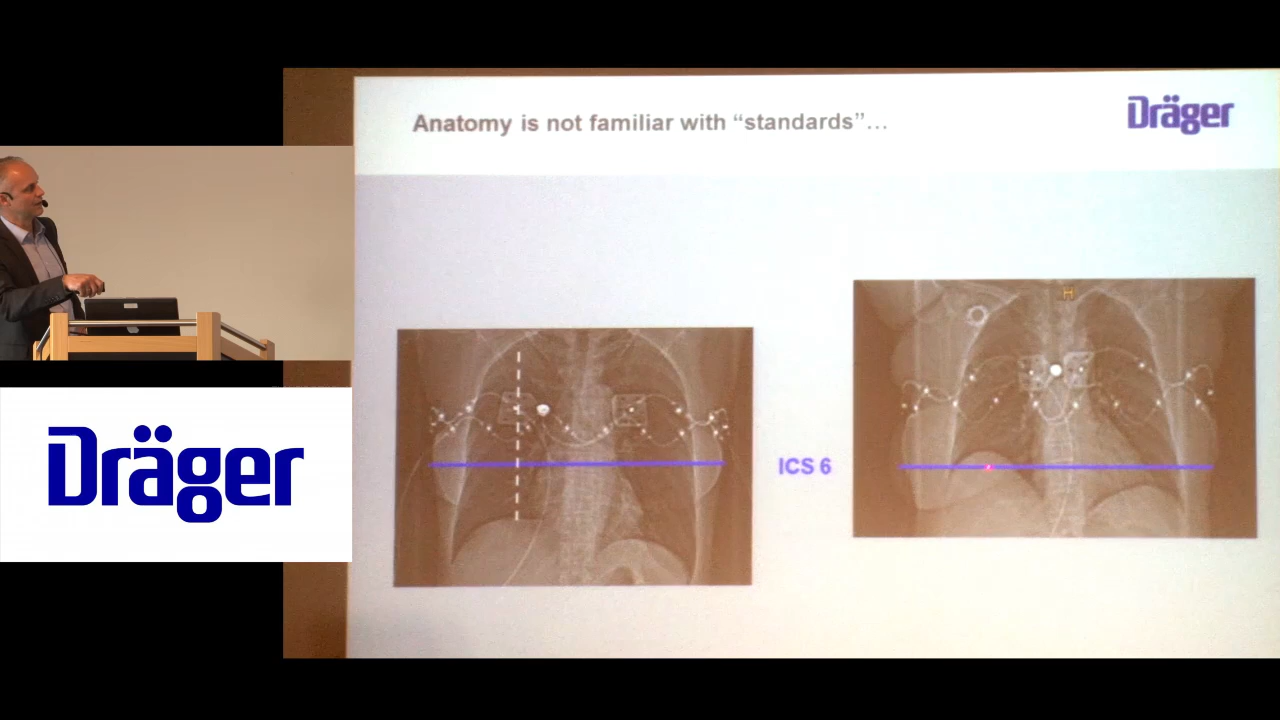 Anatomy is not familiar with “standards”…
Dräger
H
ICS 6
Dräger